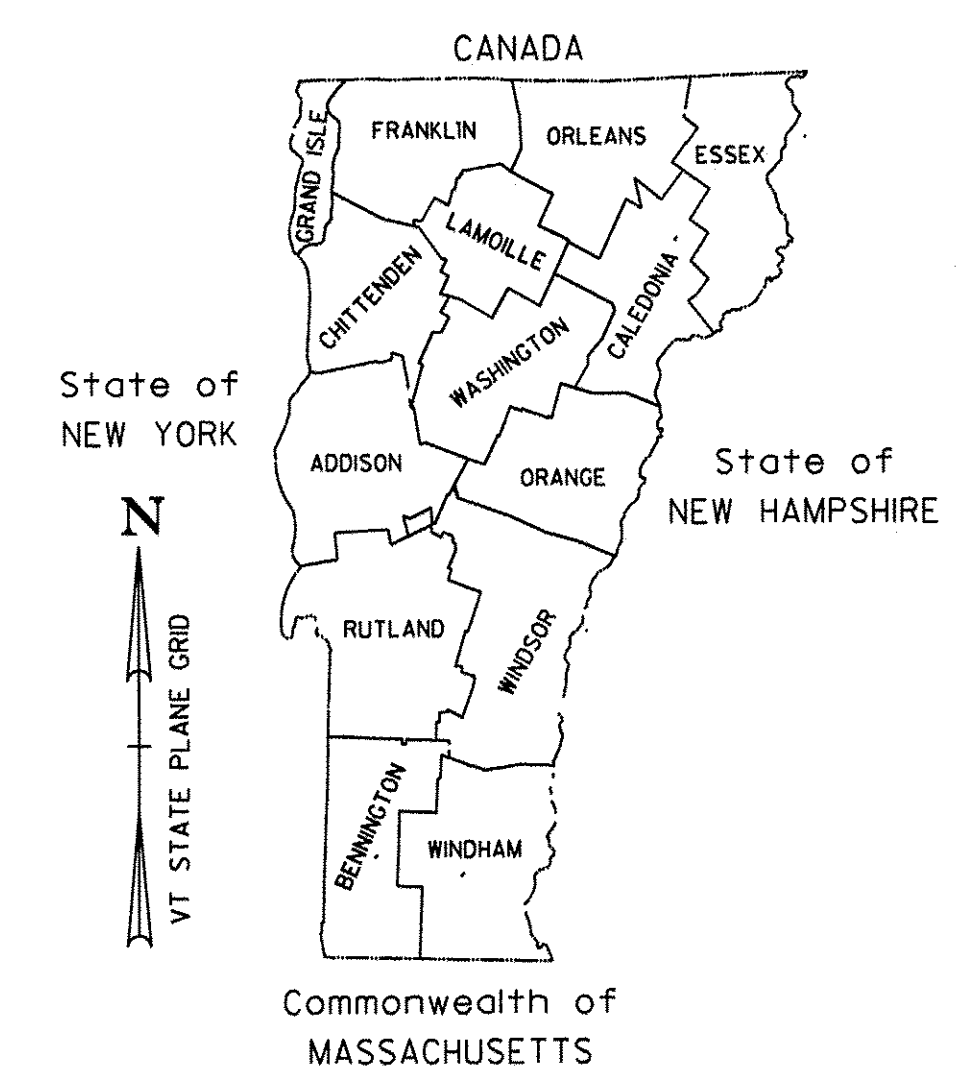 CANADA
FRANKLIN
ORLEANS
ESSEX
GRAND ISLE
LAMOILLE
CHITTENDEN
CALEDONIA
WASHINGTON
State of
NEW YORK
ADDISON
ORANGE
State of
NEW HAMPSHIRE
N
VT STATE PLANE GRID
RUTLAND
WINDSOR
BENNINGTON
WINDHAM
Commonwealth of
MASSACHUSETTS